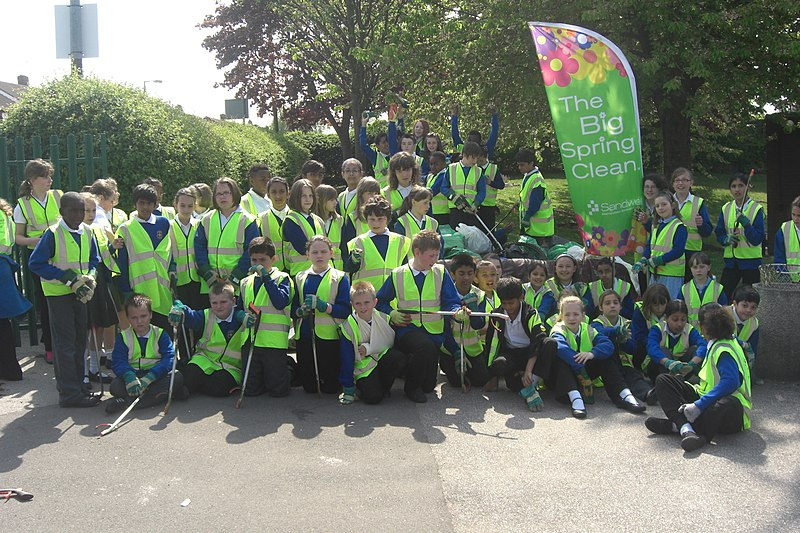 The
Big
Spring
Clean.
Sandwell